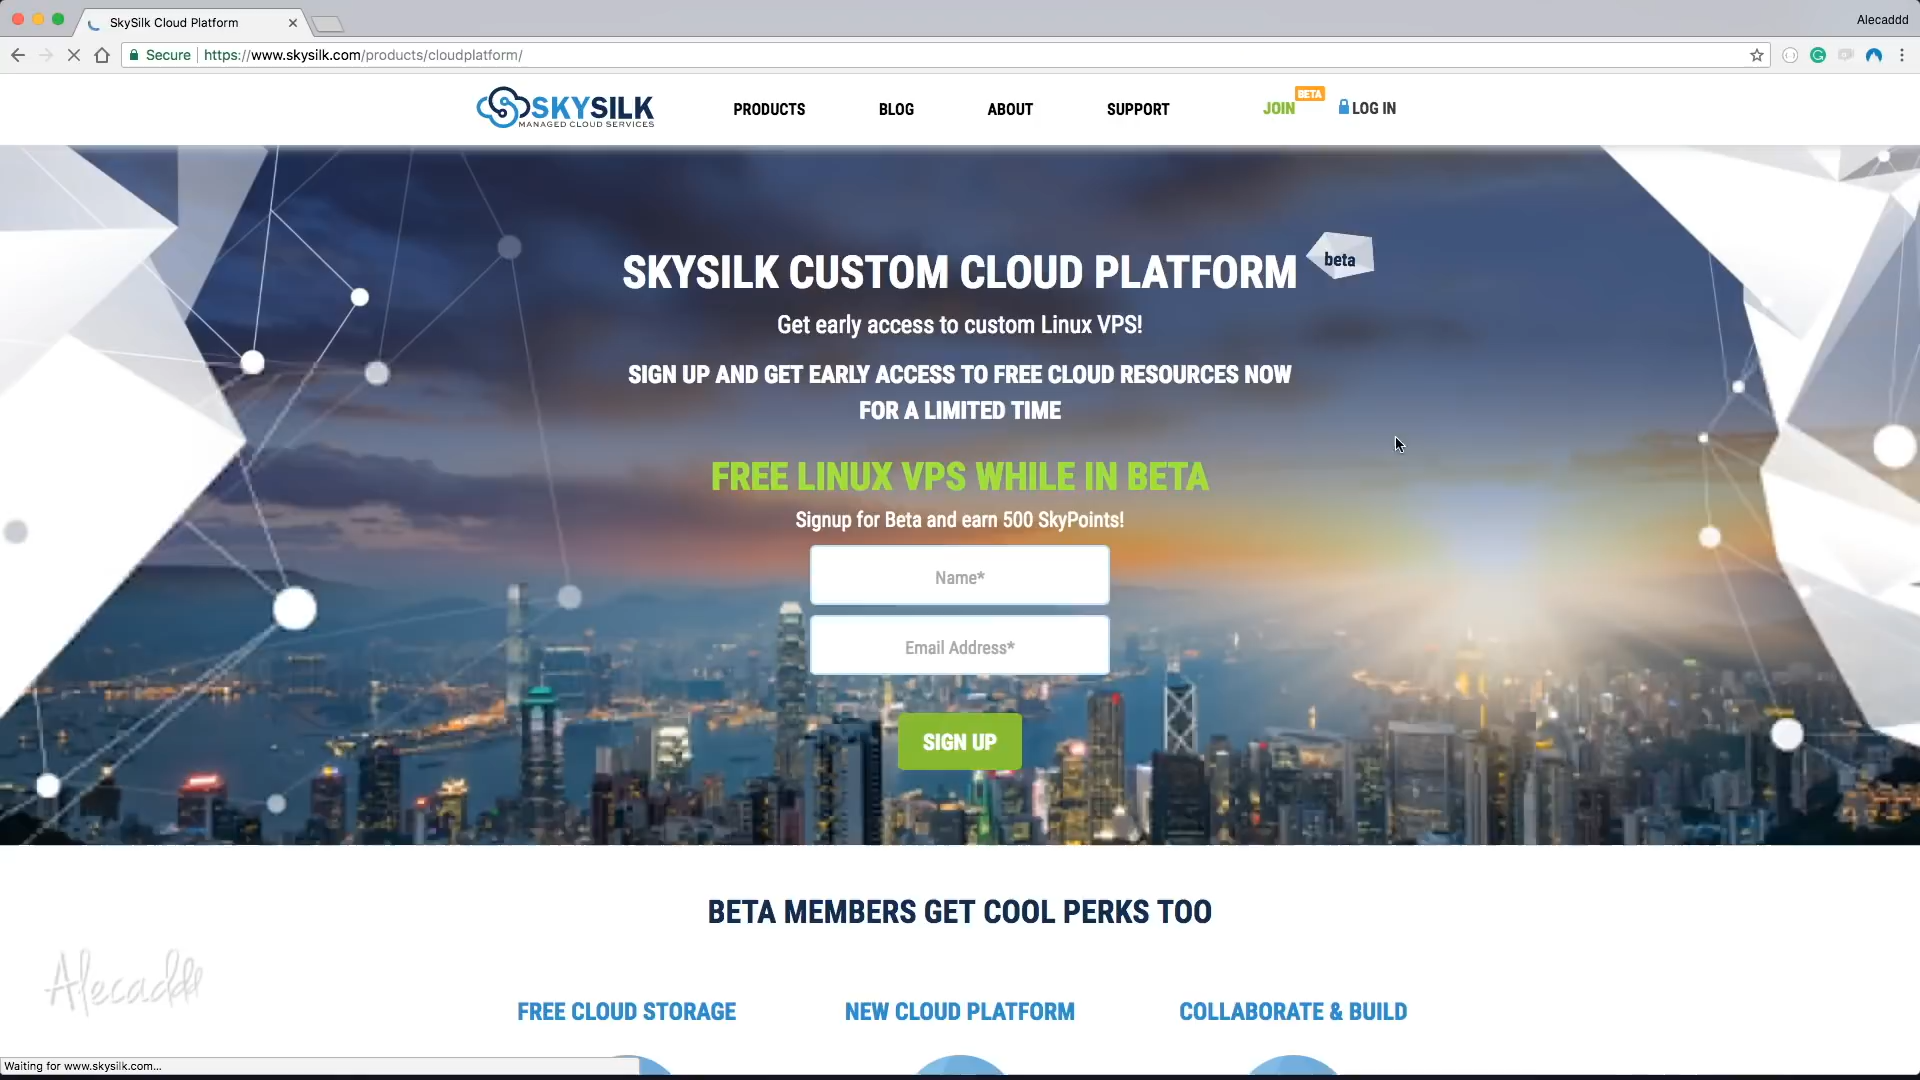 SkySilk Cloud Platform
Alecaddd
Secure
https://www.skysilk.com/products/cloudplatform/
SKYSILK
MANAGED CLOUD SERVICES
PRODUCTS
BLOG
ABOUT
SUPPORT
JOIN
BETA
LOG IN
SKYSILK CUSTOM CLOUD PLATFORM
beta
Get early access to custom Linux VPS!
SIGN UP AND GET EARLY ACCESS TO FREE CLOUD RESOURCES NOW
FOR A LIMITED TIME
FREE LINUX VPS WHILE IN BETA
Signup for Beta and earn 500 SkyPoints!
Name*
Email Address*
SIGN UP
BETA MEMBERS GET COOL PERKS TOO
Alecaddd
FREE CLOUD STORAGE
NEW CLOUD PLATFORM
COLLABORATE & BUILD
Waiting for www.skysilk.com...